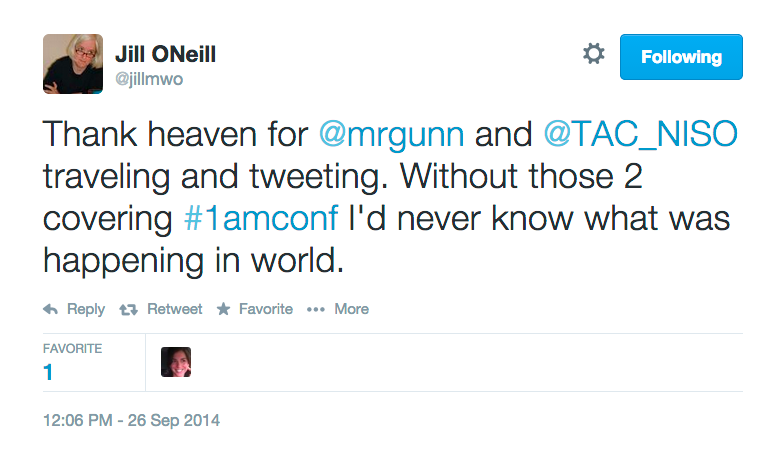 Jill ONeill
@jillmwo
Following
Thank heaven for @mrgunn and @TAC_NISO
traveling and tweeting. Without those 2
covering #1amconf I'd never know what was
happening in world.
Reply Retweet Favorite More
FAVORITE
1
12:06 PM - 26 Sep 2014